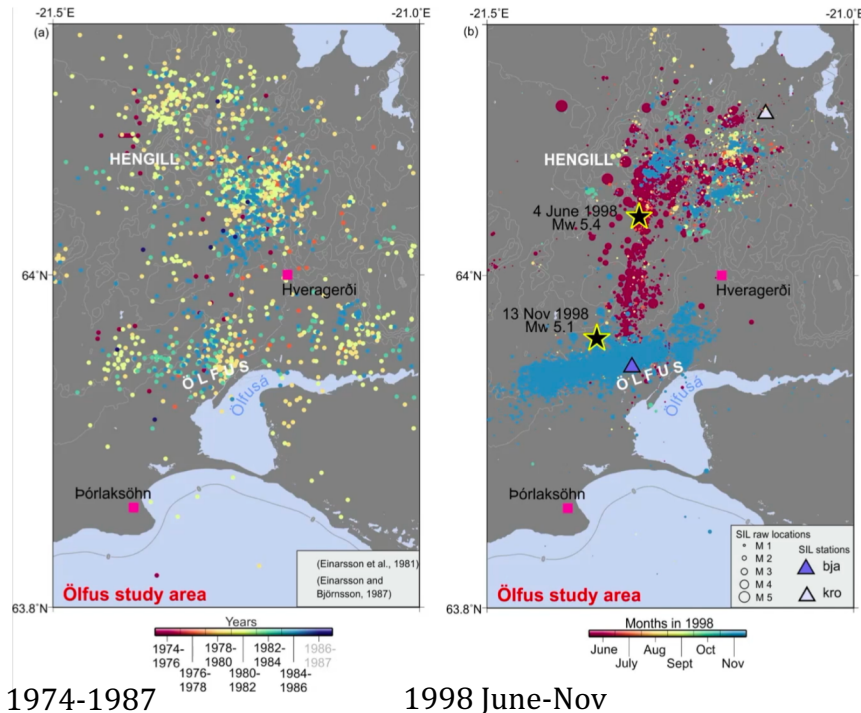 -21.5°
-21.0°E
(a)
HENGILL
64°N
Hveragerði
ÖLFUS
Ölfusá
Þórlaksöhn
(Einarsson et al., 1981)
(Einarsson and
Björnsson, 1987)
Ölfus study area
63.8°N
Years
1974-
1976
1976-
1978
1978-
1980
1980-
1982
1982-
1984
1984-
1986
1986-
1987
1974-1987
-21.5°
-21.0°E
(b)
HENGILL
4 June 1998
Mw 5.4
64°N
Hveragerði
13 Nov 1998
Mw 5.1
ÖLFUS
Ölfusá
Þórlaksöhn
SIL raw locations
M 1
M 2
M 3
M 4
M 5
SIL stations
bja
kro
Ölfus study area
63.8°N
Months in 1998
June
July
Aug
Sept
Oct
Nov
1998 June-Nov